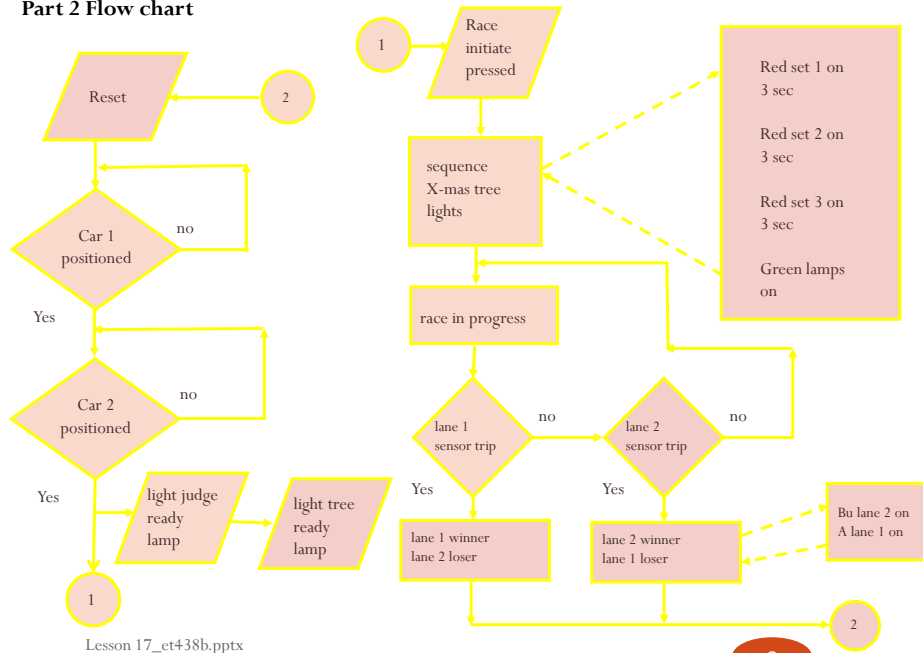 Part 2 Flow chart
Reset
2
Car 1
positioned
no
Yes
Car 2
positioned
no
Yes
light judge
ready
lamp
light tree
ready
lamp
1
1
Race
initiate
pressed
sequence
X-mas tree
lights
Red set 1 on
3 sec
Red set 2 on
3 sec
Red set 3 on
3 sec
Green lamps
on
race in progress
lane 1
sensor trip
no
lane 2
sensor trip
no
Yes
Yes
lane 1 winner
lane 2 loser
lane 2 winner
lane 1 loser
Bu lane 2 on
A lane 1 on
2
Lesson 17_et438b.pptx